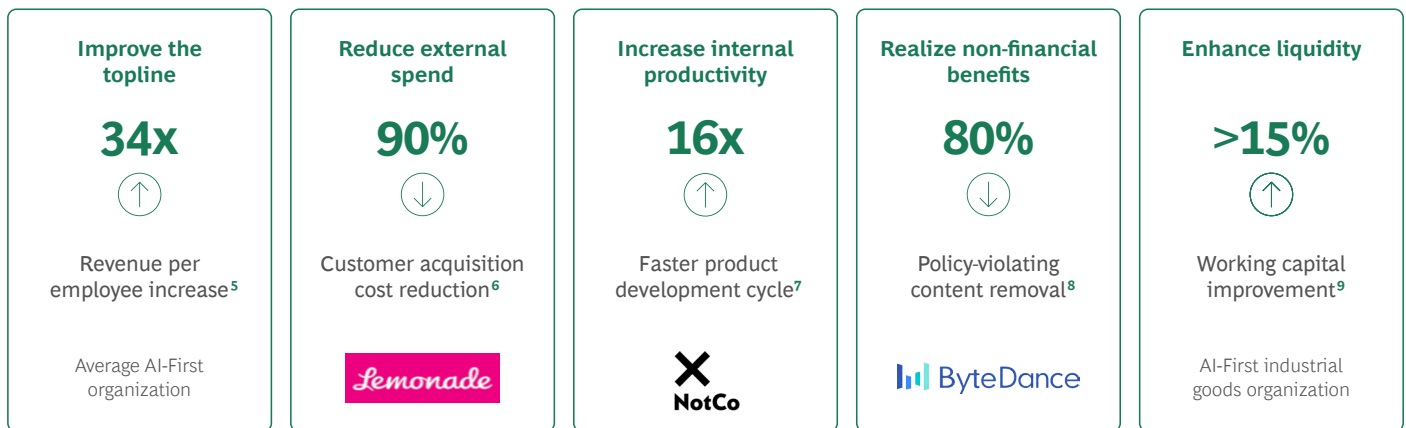 Improve the
topline
34x
Revenue per
employee increase5
Average AI-First
organization
Reduce external
spend
90%
Customer acquisition
cost reduction6
Lemonade
Increase internal
productivity
16x
Faster product
development cycle7
NotCo
Realize non-financial
benefits
80%
Policy-violating
content removal8
ByteDance
Enhance liquidity
>15%
Working capital
improvement9
AI-First industrial
goods organization